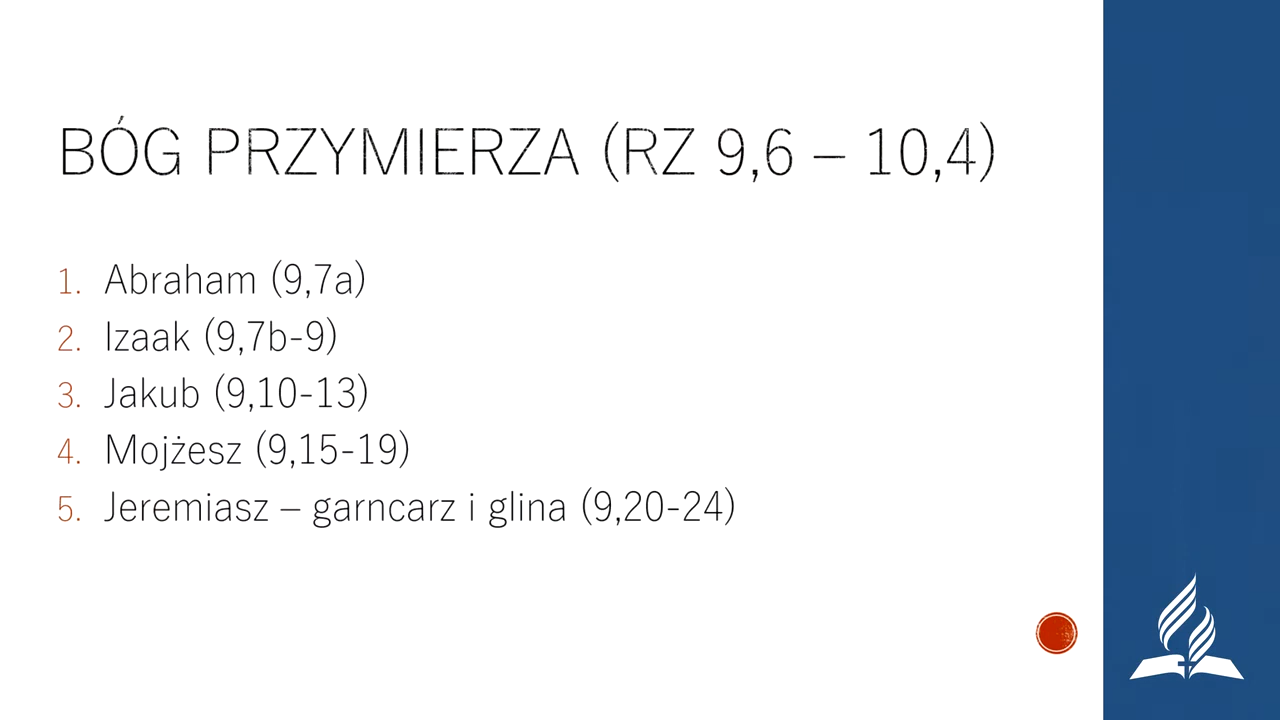 BÓG PRZYMIERZA (RZ 9,6 – 10,4)
1. Abraham (9,7a)
2. Izaak (9,7b-9)
3. Jakub (9,10-13)
4. Mojżesz (9,15-19)
5. Jeremiasz – garncarz i glina (9,20-24)